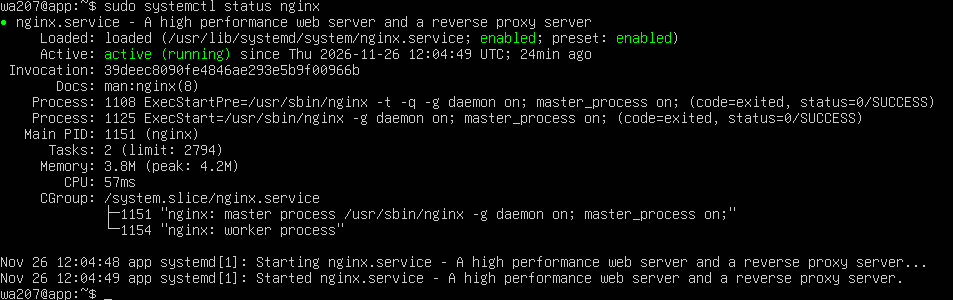 wa207@app:~$ sudo systemctl status nginx
● nginx.service - A high performance web server and a reverse proxy server
Loaded: loaded (/usr/lib/systemd/system/nginx.service; enabled; preset: enabled)
Active: active (running) since Thu 2026-11-26 12:04:49 UTC; 24min ago
Invocation: 39deec8090fe4846ae293e5b9f00966b
Docs: man:nginx(8)
Process: 1108 ExecStartPre=/usr/sbin/nginx -t -q -g daemon on; master_process on; (code=exited, status=0/SUCCESS)
Process: 1125 ExecStart=/usr/sbin/nginx -g daemon on; master_process on; (code=exited, status=0/SUCCESS)
Main PID: 1151 (nginx)
Tasks: 2 (limit: 2794)
Memory: 3.8M (peak: 4.2M)
CPU: 57ms
CGroup: /system.slice/nginx.service
├─1151 "nginx: master process /usr/sbin/nginx -g daemon on; master_process on;"
└─1154 "nginx: worker process"
Nov 26 12:04:48 app systemd[1]: Starting nginx.service - A high performance web server and a reverse proxy server...
Nov 26 12:04:49 app systemd[1]: Started nginx.service - A high performance web server and a reverse proxy server.
wa207@app:~$ _